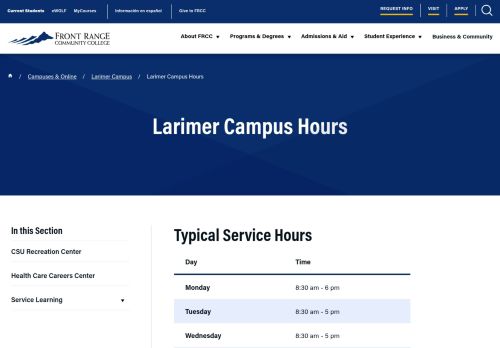 Current Students eWOLF MyCourses Información en español Give to FRCC REQUEST INFO VISIT APPLY
FRONT RANGE
COMMUNITY COLLEGE
About FRCC Programs & Degrees Admissions & Aid Student Experience Business & Community
/ Campuses & Online / Larimer Campus / Larimer Campus Hours
Larimer Campus Hours
In this Section
CSU Recreation Center
Health Care Careers Center
Service Learning
Typical Service Hours
Day Time
Monday 8:30 am - 6 pm
Tuesday 8:30 am - 5 pm
Wednesday 8:30 am - 5 pm